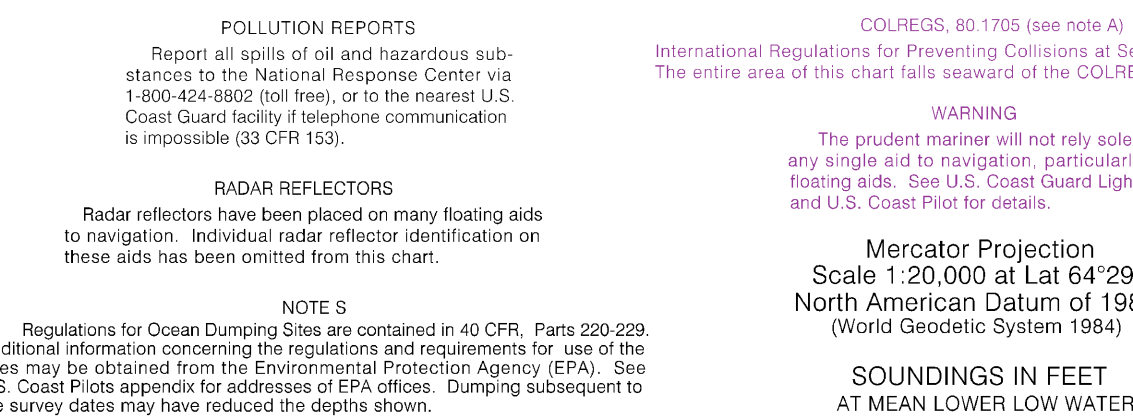 POLLUTION REPORTS
Report all spills of oil and hazardous sub-
stances to the National Response Center via
1-800-424-8802 (toll free), or to the nearest U.S.
Coast Guard facility if telephone communication
is impossible (33 CFR 153).
RADAR REFLECTORS
Radar reflectors have been placed on many floating aids
to navigation. Individual radar reflector identification on
these aids has been omitted from this chart.
NOTE S
Regulations for Ocean Dumping Sites are contained in 40 CFR, Parts 220-229.
ditional information concerning the regulations and requirements for use of the
es may be obtained from the Environmental Protection Agency (EPA). See
S. Coast Pilots appendix for addresses of EPA offices. Dumping subsequent to
e survey dates may have reduced the depths shown.
COLREGS, 80.1705 (see note A)
International Regulations for Preventing Collisions at Se
The entire area of this chart falls seaward of the COLRE
WARNING
The prudent mariner will not rely sole
any single aid to navigation, particularl
floating aids. See U.S. Coast Guard Ligh
and U.S. Coast Pilot for details.
Mercator Projection
Scale 1:20,000 at Lat 64°29
North American Datum of 198
(World Geodetic System 1984)
SOUNDINGS IN FEET
AT MEAN LOWER LOW WATER